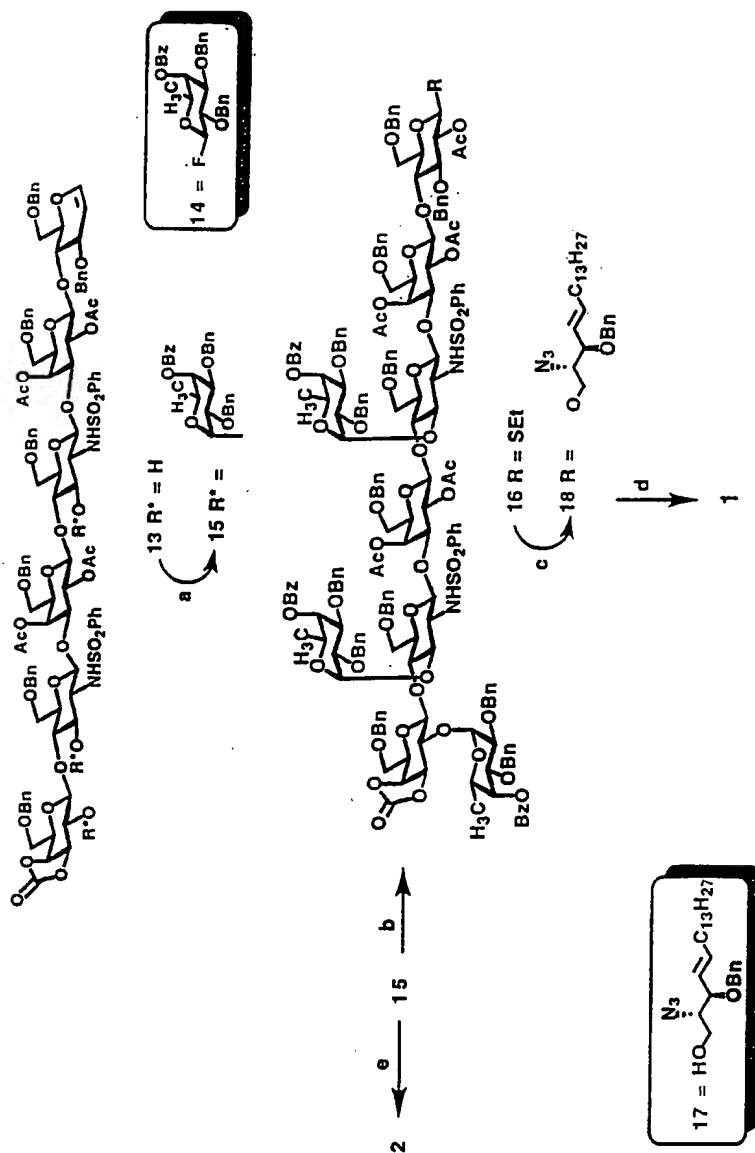 O
O
O
OBn
O
R*O
O
OBn
O
R*O
NHSO2Ph
O
AcO
OBn
O
OAc
O
OBn
O
R*O
NHSO2Ph
O
AcO
OBn
O
OAc
O
OBn
O
BnO
13 R* = H
a
15 R* =
H3C
OBz
O
OBn
OBn
14 = F
H3C
OBz
O
OBn
OBn
2
e
15
b
O
O
O
OBn
O
O
H3C
O
OBn
OBn
BzO
H3C
OBz
O
OBn
OBn
O
OBn
O
O
NHSO2Ph
O
AcO
OBn
O
OAc
O
H3C
OBz
O
OBn
OBn
OBn
O
O
NHSO2Ph
O
AcO
OBn
O
OAc
O
OBn
O
BnO
AcO
R
16 R = SEt
c
18 R =
O
N3
OBn
C13H27
d
1
17 = HO
N3
OBn
C13H27